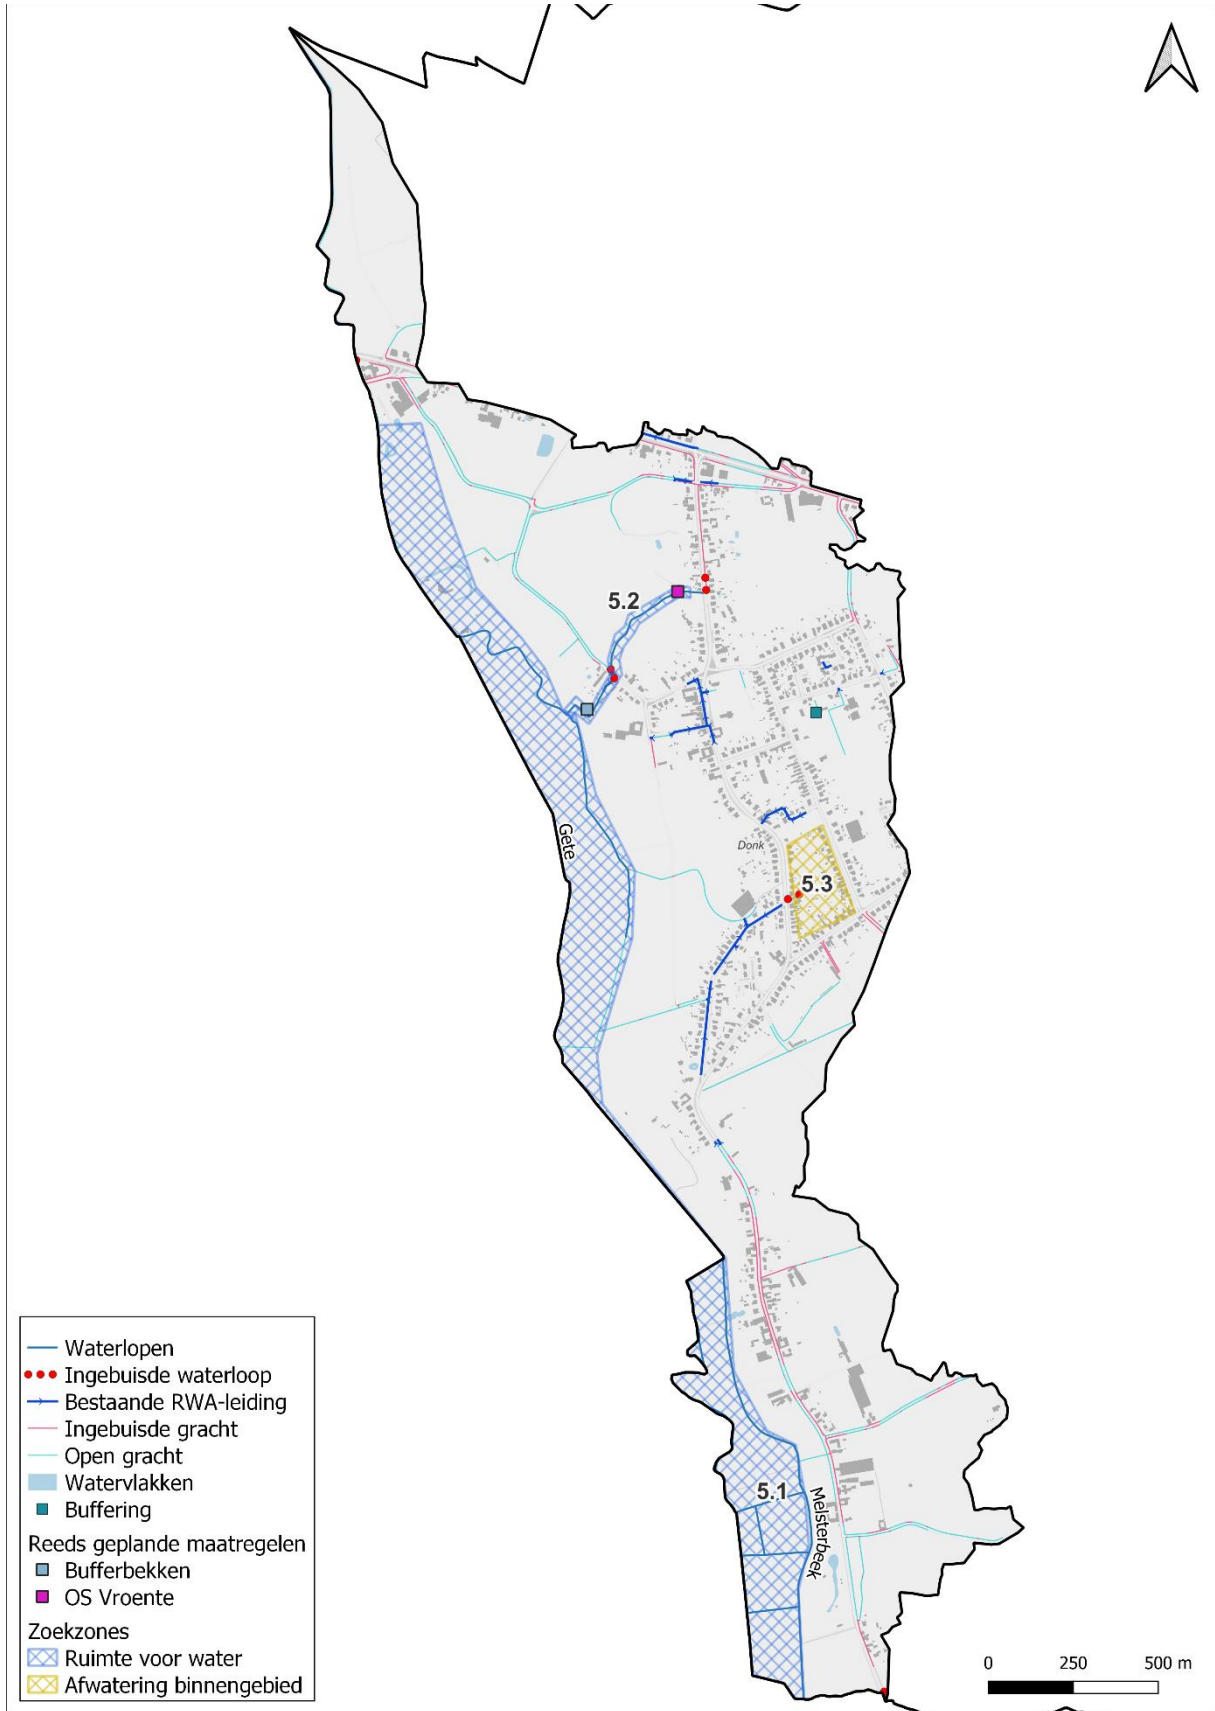 5.2
Gete
Donk
5.3
5.1
Melsterbeek
Waterlopen
Ingebuisde waterloop
Bestaande RWA-leiding
Ingebuisde gracht
Open gracht
Watervlakken
Buffering
Reeds geplande maatregelen
Bufferbekken
OS Vroente
Zoekzones
Ruimte voor water
Afwatering binnengebied
0 250 500 m